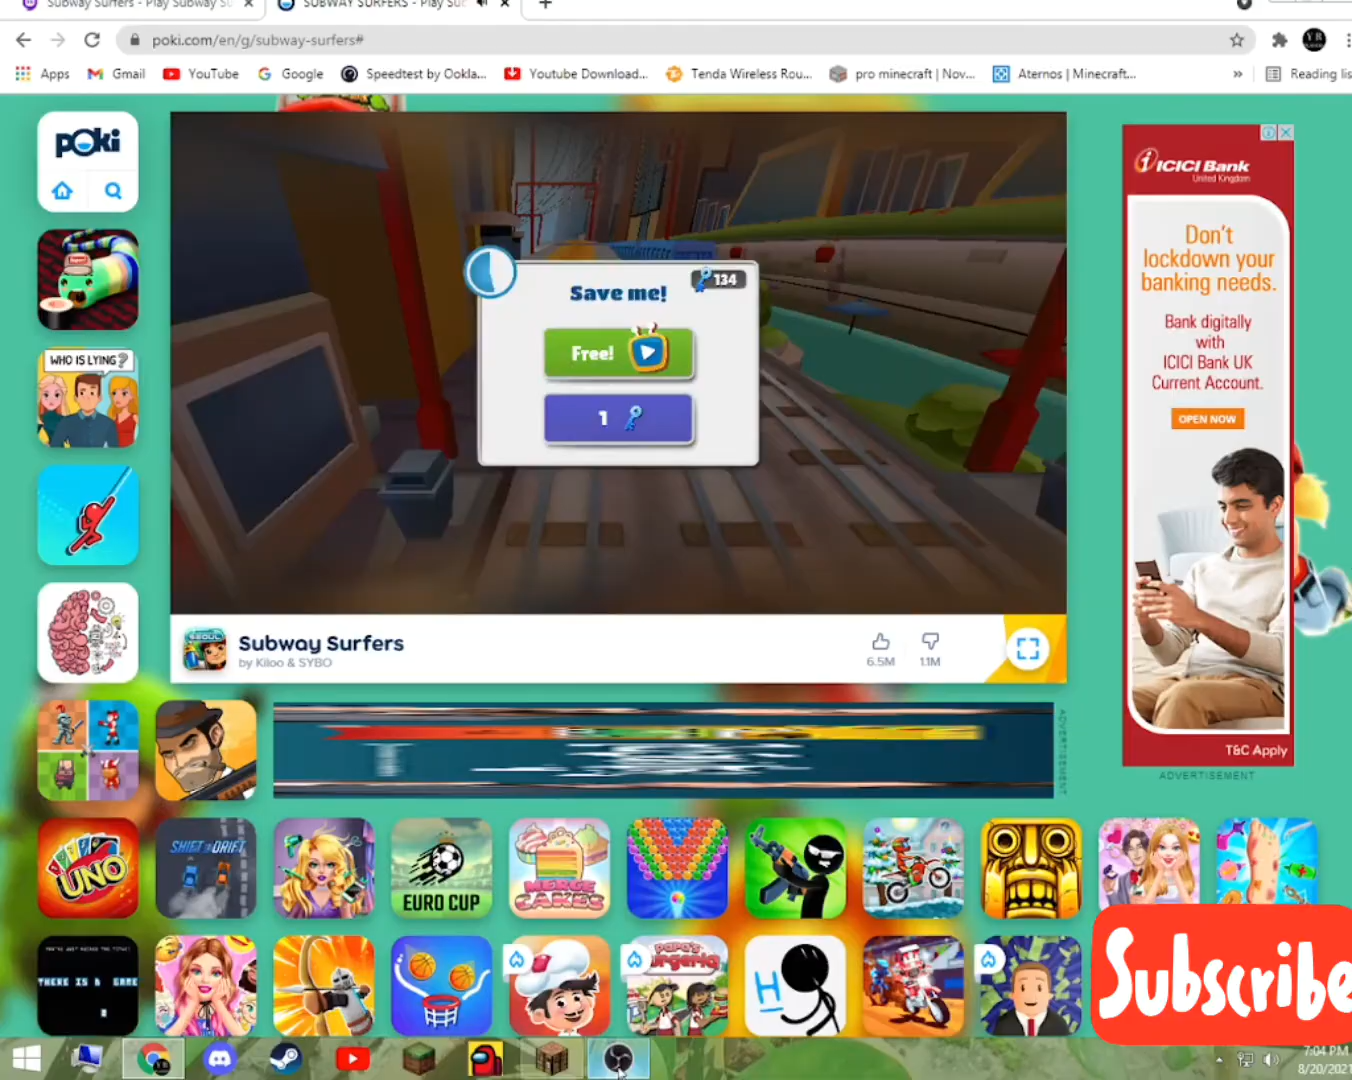 Subway Surfers - Play Subway Su
SUBWAY SURFERS - Play Sub
poki.com/en/g/subway-surfers#
Apps
Gmail
YouTube
Google
Speedtest by Ookla...
Youtube Download...
Tenda Wireless Rou...
pro minecraft | Nov...
Aternos | Minecraft...
»
Reading lis
poki
WHO IS LYING?
134
Save me!
Free!
1
Subway Surfers
by Kiloo & SYBO
6.5M
1.1M
ICICI Bank
United Kingdom
Don't
lockdown your
banking needs.
Bank digitally
with
ICICI Bank UK
Current Account.
OPEN NOW
T&C Apply
ADVERTISEMENT
ADVERTISEMENT
UNO
SHIFT TO DRIFT
EURO CUP
MERGE
CAKES
THERE IS A GAME
Papa's
H
Subscribe
7:04 PM
8/20/2021